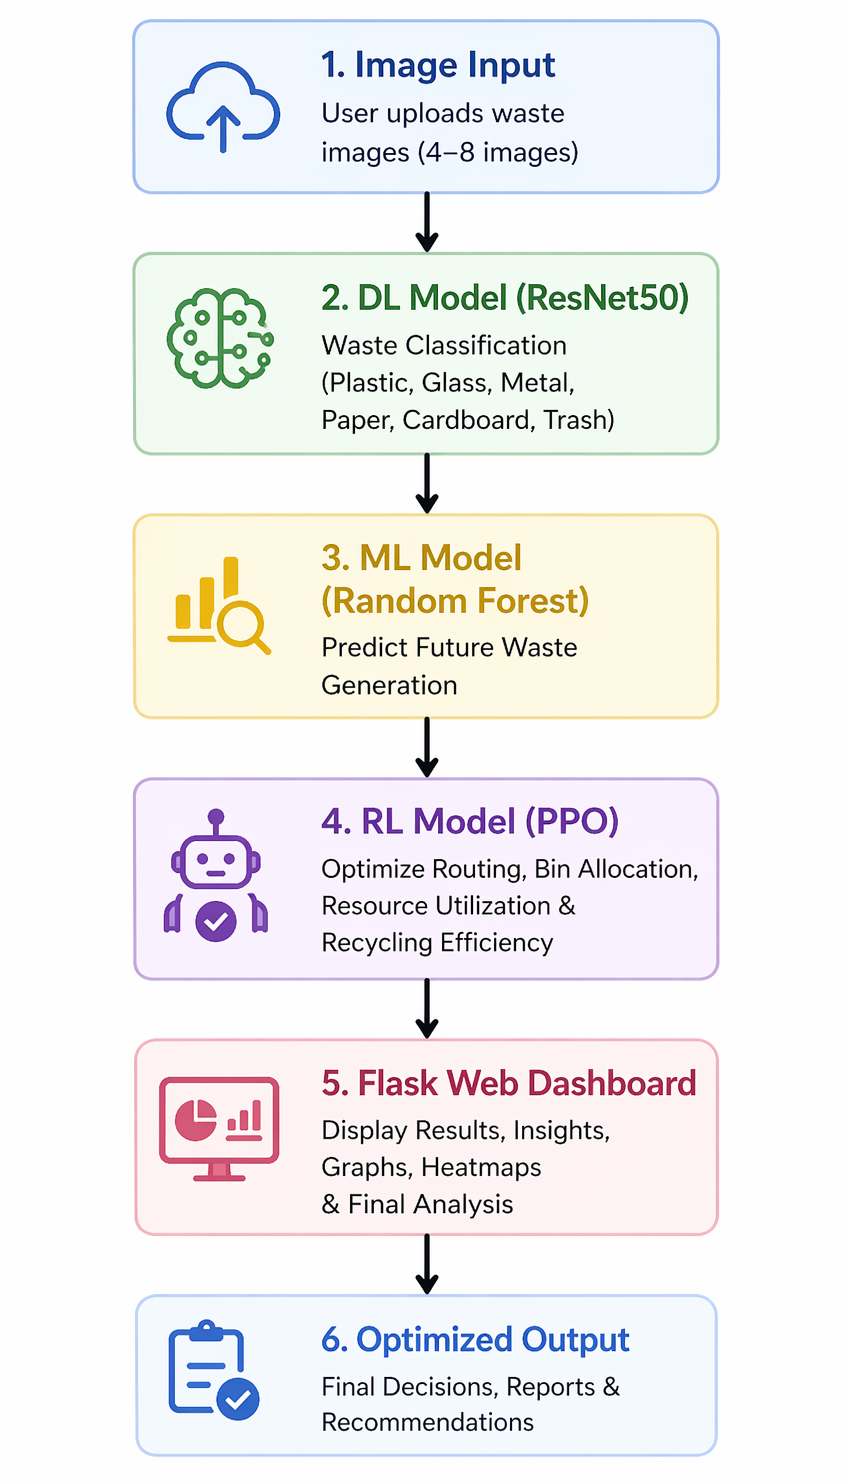 1. Image Input
User uploads waste
images (4–8 images)
2. DL Model (ResNet50)
Waste Classification
(Plastic, Glass, Metal,
Paper, Cardboard, Trash)
3. ML Model
(Random Forest)
Predict Future Waste
Generation
4. RL Model (PPO)
Optimize Routing, Bin Allocation,
Resource Utilization &
Recycling Efficiency
5. Flask Web Dashboard
Display Results, Insights,
Graphs, Heatmaps
& Final Analysis
6. Optimized Output
Final Decisions, Reports &
Recommendations